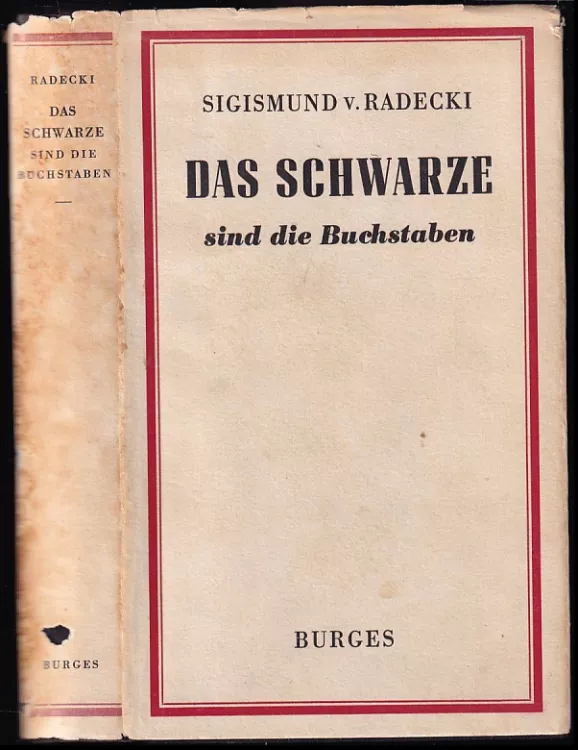 RADECKI
DAS
SCHWARZE
SIND DIE
BUCHSTABEN
BURGES
SIGISMUND v. RADECKI
DAS SCHWARZE
sind die Buchstaben
BURGES